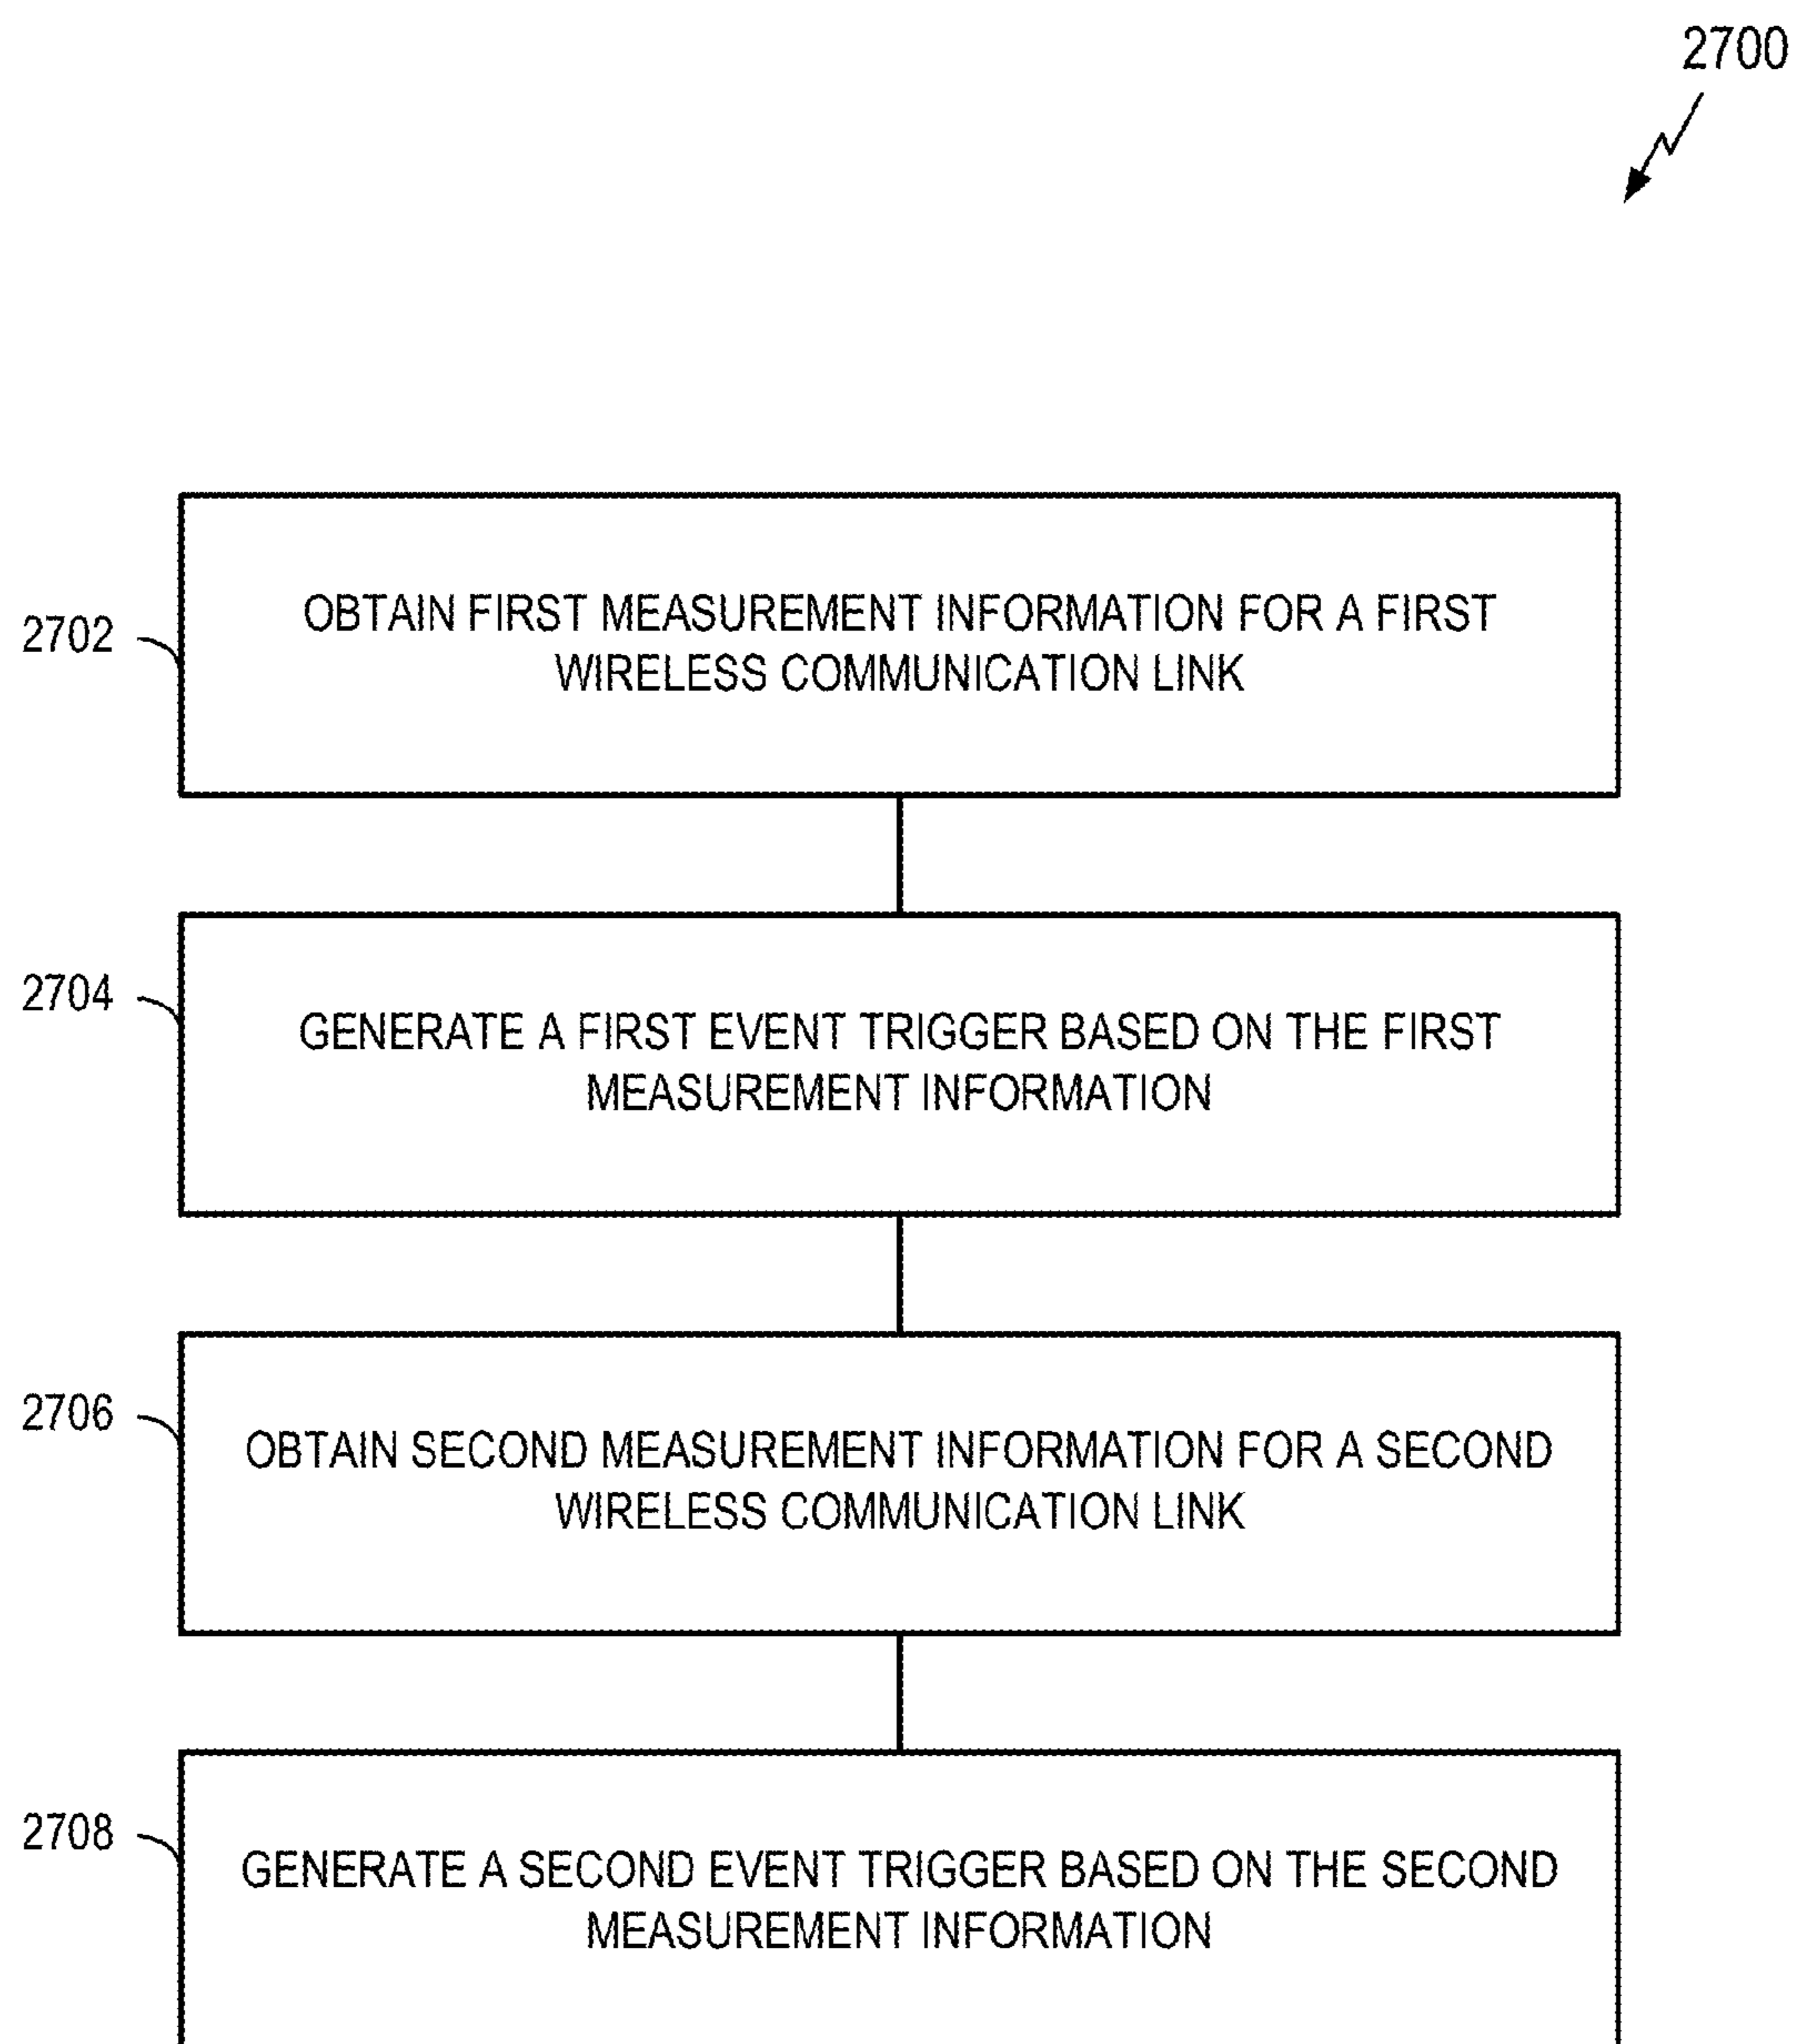 2700
2702
OBTAIN FIRST MEASUREMENT INFORMATION FOR A FIRST
WIRELESS COMMUNICATION LINK
2704
GENERATE A FIRST EVENT TRIGGER BASED ON THE FIRST
MEASUREMENT INFORMATION
2706
OBTAIN SECOND MEASUREMENT INFORMATION FOR A SECOND
WIRELESS COMMUNICATION LINK
2708
GENERATE A SECOND EVENT TRIGGER BASED ON THE SECOND
MEASUREMENT INFORMATION